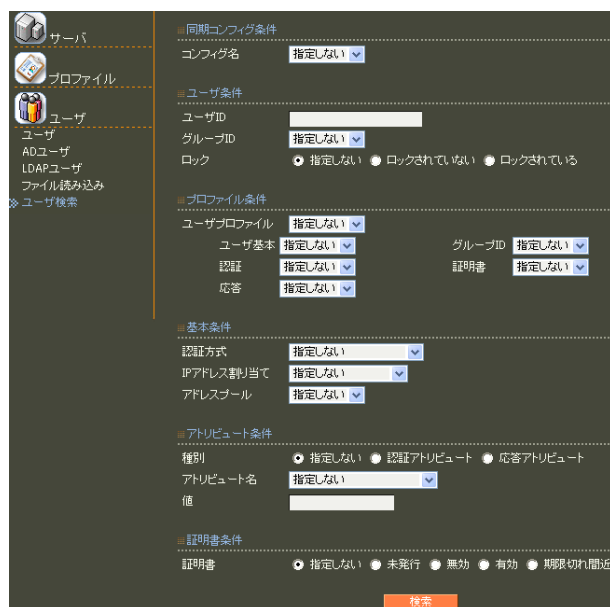 サーバ
プロファイル
ユーザ
ユーザ
ADユーザ
LDAPユーザ
ファイル読み込み
ユーザ検索
同期コンフィグ条件
コンフィグ名 指定しない
ユーザ条件
ユーザID
グループID 指定しない
ロック 指定しない ロックされていない ロックされている
プロファイル条件
ユーザプロファイル 指定しない
ユーザ基本 指定しない グループID 指定しない
認証 指定しない 証明書 指定しない
応答 指定しない
基本条件
認証方式 指定しない
IPアドレス割り当て 指定しない
アドレスプール 指定しない
アトリビュート条件
種別 指定しない 認証アトリビュート 応答アトリビュート
アトリビュート名 指定しない
値
証明書条件
証明書 指定しない 未発行 無効 有効 期限切れ間近
検索